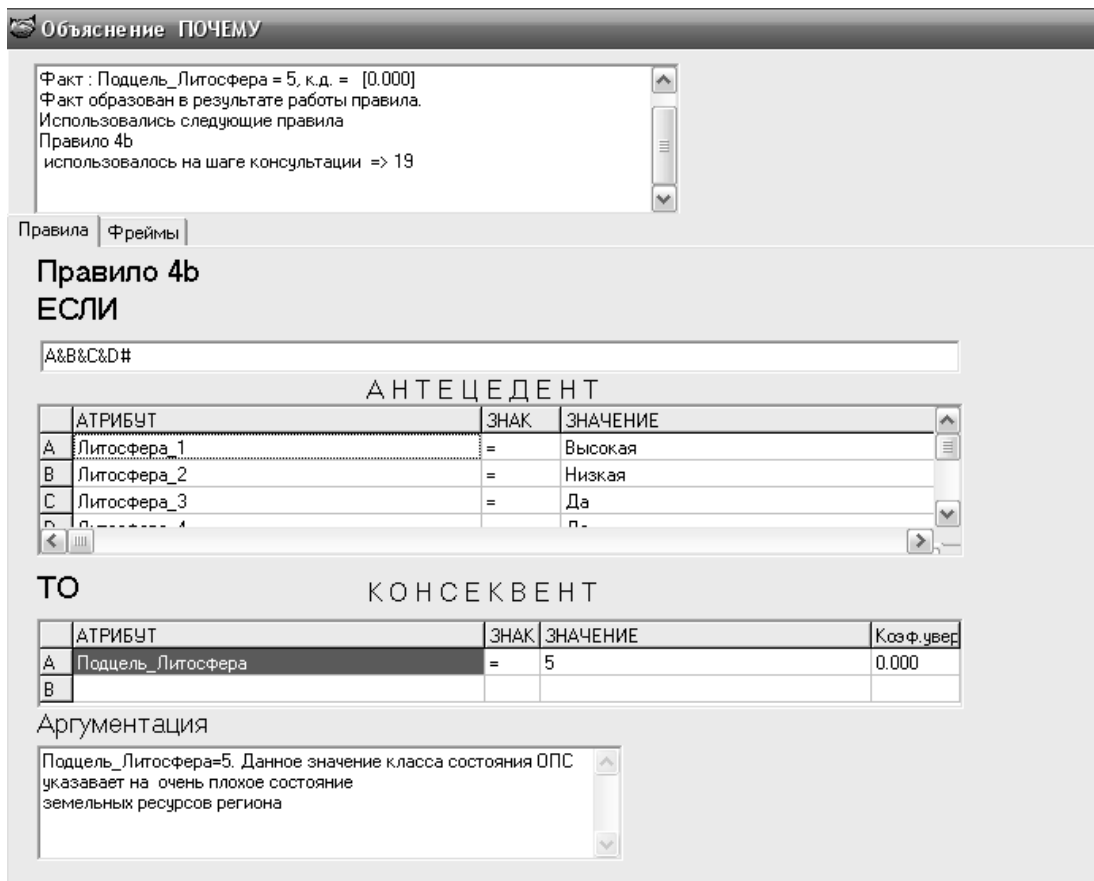 Объяснение ПОЧЕМУ
Факт : Подцель_Литосфера = 5, к.д. = [0.000]
Факт образован в результате работы правила.
Использовались следующие правила
Правило 4b
использовалось на шаге консультации => 19
Правила Фреймы
Правило 4b
ЕСЛИ
A&B&C&D#
АНТЕЦЕДЕНТ
АТРИБУТ ЗНАК ЗНАЧЕНИЕ
A Литосфера_1 = Высокая
B Литосфера_2 = Низкая
C Литосфера_3 = Да
ТО КОНСЕКВЕНТ
АТРИБУТ ЗНАК ЗНАЧЕНИЕ Коэф.увер
A Подцель_Литосфера = 5 0.000
B
Аргументация
Подцель_Литосфера=5. Данное значение класса состояния ОПС
указавает на очень плохое состояние
земельных ресурсов региона